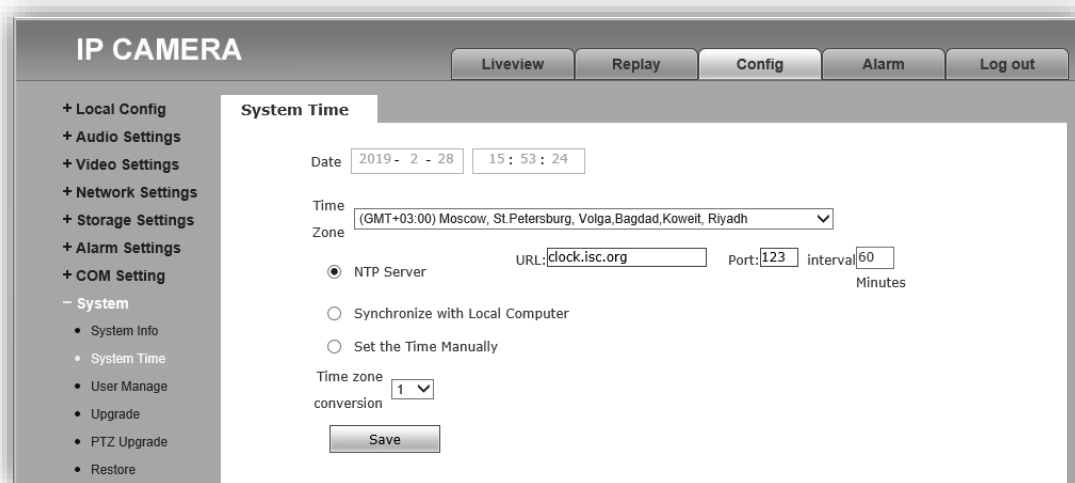 IP CAMERA
Liveview Replay Config Alarm Log out
+ Local Config
+ Audio Settings
+ Video Settings
+ Network Settings
+ Storage Settings
+ Alarm Settings
+ COM Setting
− System
• System Info
• System Time
• User Manage
• Upgrade
• PTZ Upgrade
• Restore
System Time
Date 2019 - 2 - 28 15 : 53 : 24
Time
Zone (GMT+03:00) Moscow, St.Petersburg, Volga,Bagdad,Koweit, Riyadh
NTP Server URL: clock.isc.org Port: 123 interval 60
Minutes
Synchronize with Local Computer
Set the Time Manually
Time zone
conversion 1
Save